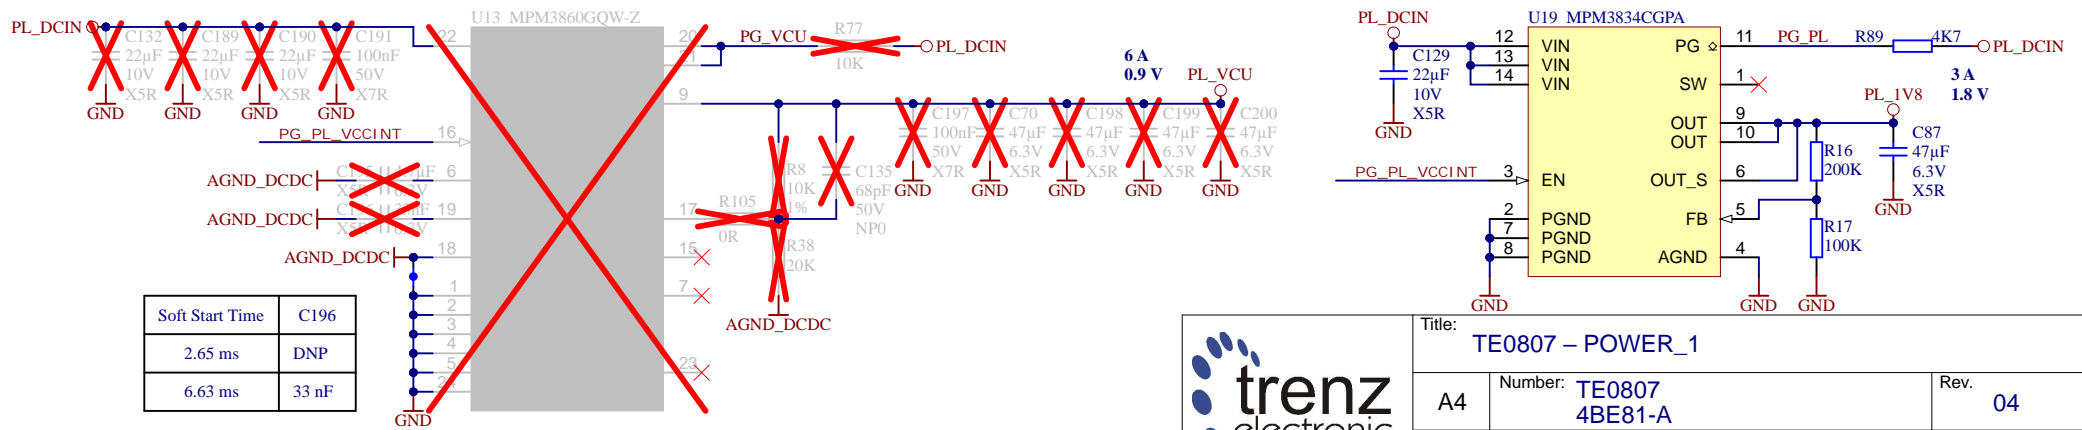 U13 MPM3860GQW-Z
PL_DCIN
C132
22µF
10V
X5R
GND
C189
22µF
10V
X5R
GND
C190
22µF
10V
X5R
GND
C191
100nF
50V
X7R
GND
22
PG_PL_VCCINT
16
AGND_DCDC
X5R
6
AGND_DCDC
19
AGND_DCDC
18
1
2
3
4
5
24
GND
20
PG_VCU
R77
10K
PL_DCIN
9
17
R105
0R
15
7
23
R8
10K
1%
R38
20K
AGND_DCDC
C135
68pF
50V
NP0
6 A
0.9 V
PL_VCU
C197
100nF
50V
X7R
GND
C70
47µF
6.3V
X5R
GND
C198
47µF
6.3V
X5R
GND
C199
47µF
6.3V
X5R
GND
C200
47µF
6.3V
X5R
GND
Soft Start Time C196
2.65 ms DNP
6.63 ms 33 nF
U19 MPM3834CGPA
PL_DCIN
C129
22µF
10V
X5R
GND
12 VIN
13 VIN
14 VIN
PG_PL_VCCINT
3 EN
2 PGND
7 PGND
8 PGND
GND
PG 11
PG_PL
R89
4K7
PL_DCIN
SW 1
3 A
1.8 V
PL_1V8
OUT 9
OUT 10
OUT_S 6
FB 5
AGND 4
GND
R16
200K
R17
100K
GND
C87
47µF
6.3V
X5R
GND
trenz
electronic
Title:
TE0807 – POWER_1
A4
Number: TE0807
4BE81-A
Rev.
04